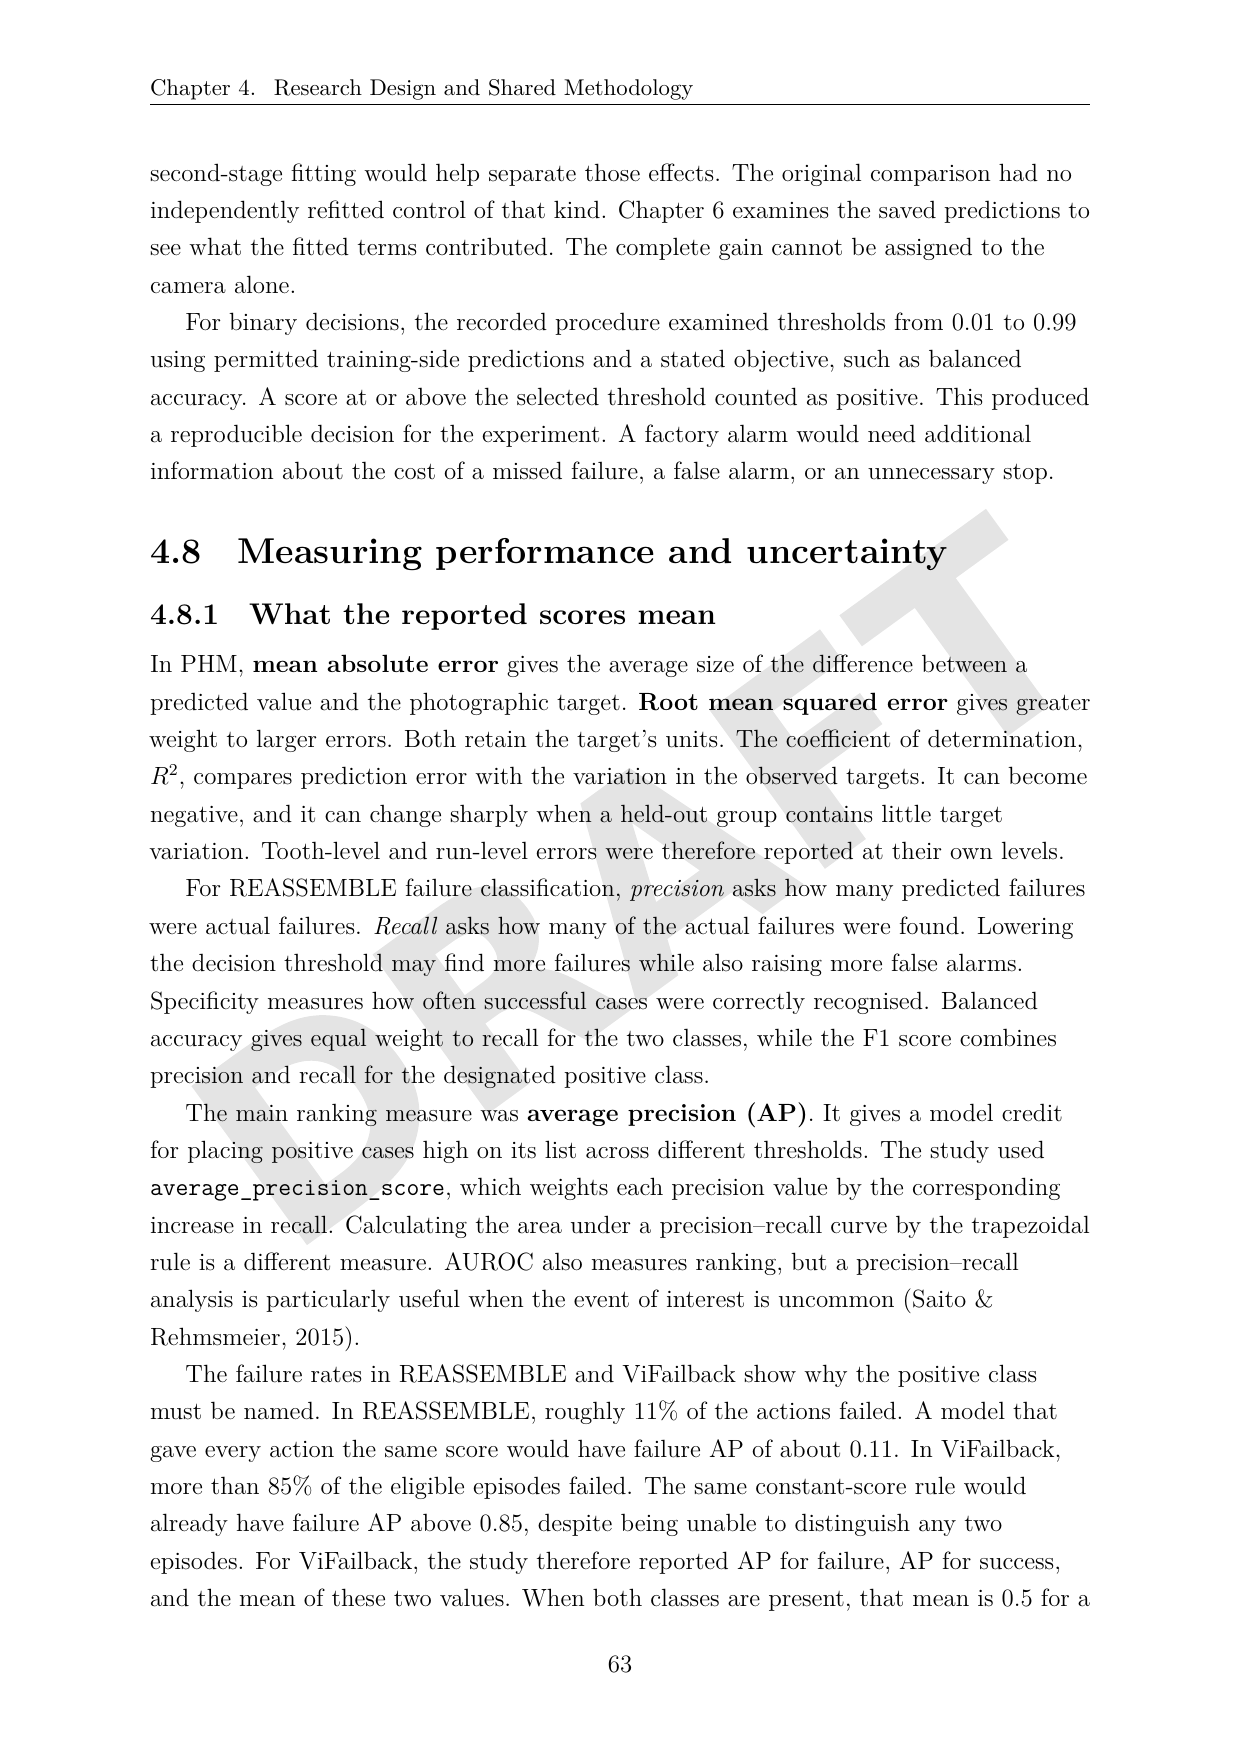 Chapter 4. Research Design and Shared Methodology
second-stage fitting would help separate those effects. The original comparison had no
independently refitted control of that kind. Chapter 6 examines the saved predictions to
see what the fitted terms contributed. The complete gain cannot be assigned to the
camera alone.
For binary decisions, the recorded procedure examined thresholds from 0.01 to 0.99
using permitted training-side predictions and a stated objective, such as balanced
accuracy. A score at or above the selected threshold counted as positive. This produced
a reproducible decision for the experiment. A factory alarm would need additional
information about the cost of a missed failure, a false alarm, or an unnecessary stop.
4.8 Measuring performance and uncertainty
4.8.1 What the reported scores mean
In PHM, mean absolute error gives the average size of the difference between a
predicted value and the photographic target. Root mean squared error gives greater
weight to larger errors. Both retain the target's units. The coefficient of determination,
R², compares prediction error with the variation in the observed targets. It can become
negative, and it can change sharply when a held-out group contains little target
variation. Tooth-level and run-level errors were therefore reported at their own levels.
For REASSEMBLE failure classification, precision asks how many predicted failures
were actual failures. Recall asks how many of the actual failures were found. Lowering
the decision threshold may find more failures while also raising more false alarms.
Specificity measures how often successful cases were correctly recognised. Balanced
accuracy gives equal weight to recall for the two classes, while the F1 score combines
precision and recall for the designated positive class.
The main ranking measure was average precision (AP). It gives a model credit
for placing positive cases high on its list across different thresholds. The study used
average_precision_score, which weights each precision value by the corresponding
increase in recall. Calculating the area under a precision–recall curve by the trapezoidal
rule is a different measure. AUROC also measures ranking, but a precision–recall
analysis is particularly useful when the event of interest is uncommon (Saito &
Rehmsmeier, 2015).
The failure rates in REASSEMBLE and ViFailback show why the positive class
must be named. In REASSEMBLE, roughly 11% of the actions failed. A model that
gave every action the same score would have failure AP of about 0.11. In ViFailback,
more than 85% of the eligible episodes failed. The same constant-score rule would
already have failure AP above 0.85, despite being unable to distinguish any two
episodes. For ViFailback, the study therefore reported AP for failure, AP for success,
and the mean of these two values. When both classes are present, that mean is 0.5 for a
63
DRAFT